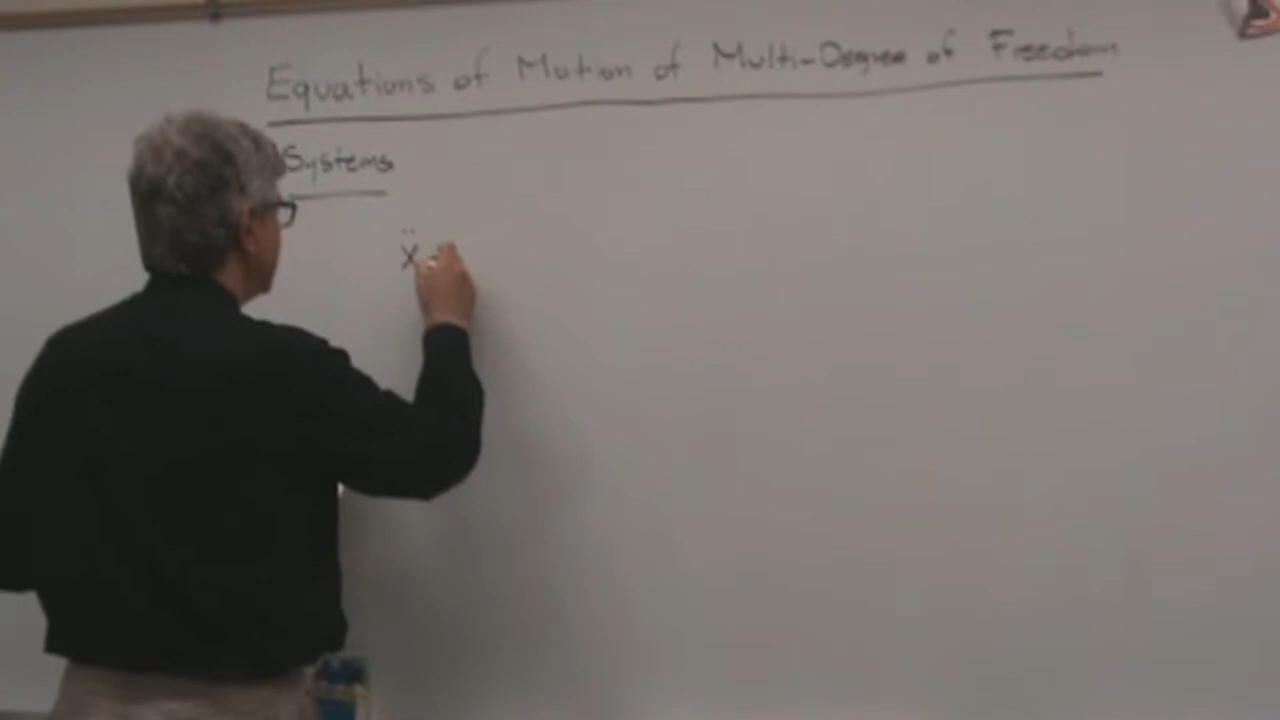 Equations of Motion of Multi-Degree of Freedom
Systems
ẍ